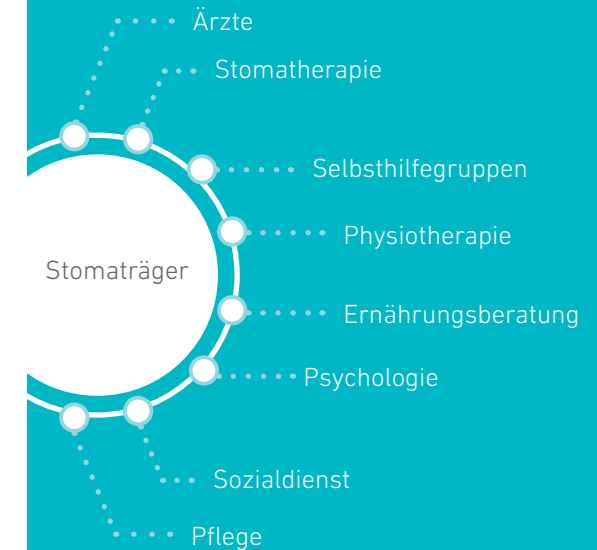 Ärzte
Stomatherapie
Selbsthilfegruppen
Physiotherapie
Stomaträger
Ernährungsberatung
Psychologie
Sozialdienst
Pflege